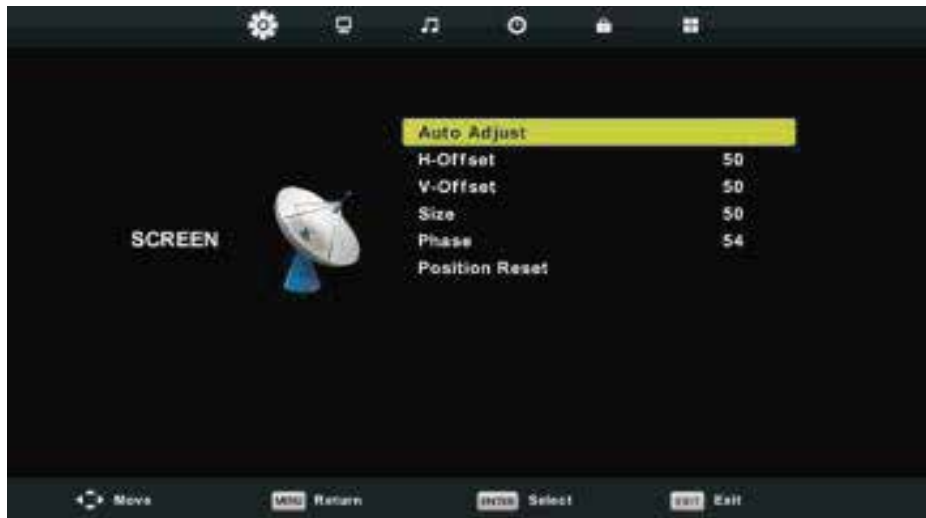 Auto Adjust
H-Offset 50
V-Offset 50
Size 50
SCREEN
Phase 54
Position Reset
Move MENU Return ENTER Select EXIT Exit